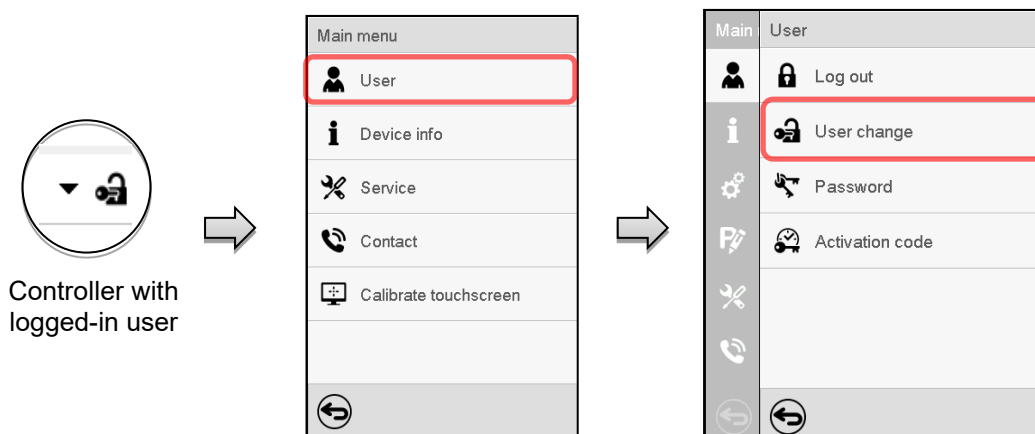 Controller with
logged-in user
Main menu
User
Device info
Service
Contact
Calibrate touchscreen
Main
User
Log out
User change
Password
Activation code